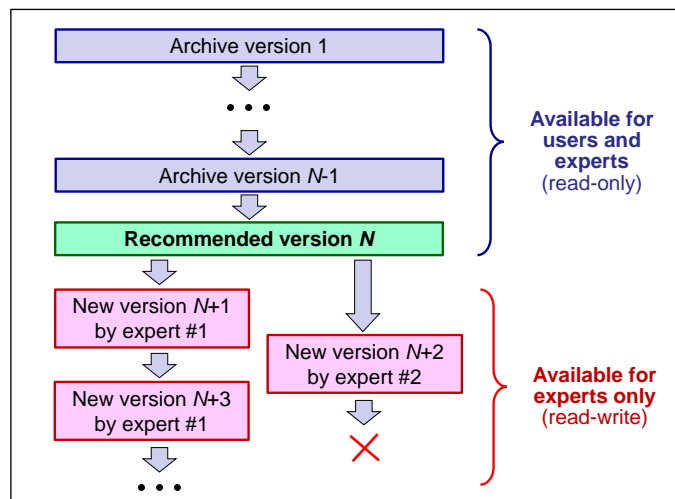 Archive version 1
• • •
Archive version N-1
Recommended version N
New version N+1
by expert #1
New version N+2
by expert #2
New version N+3
by expert #1
• • •
Available for
users and
experts
(read-only)
Available for
experts only
(read-write)